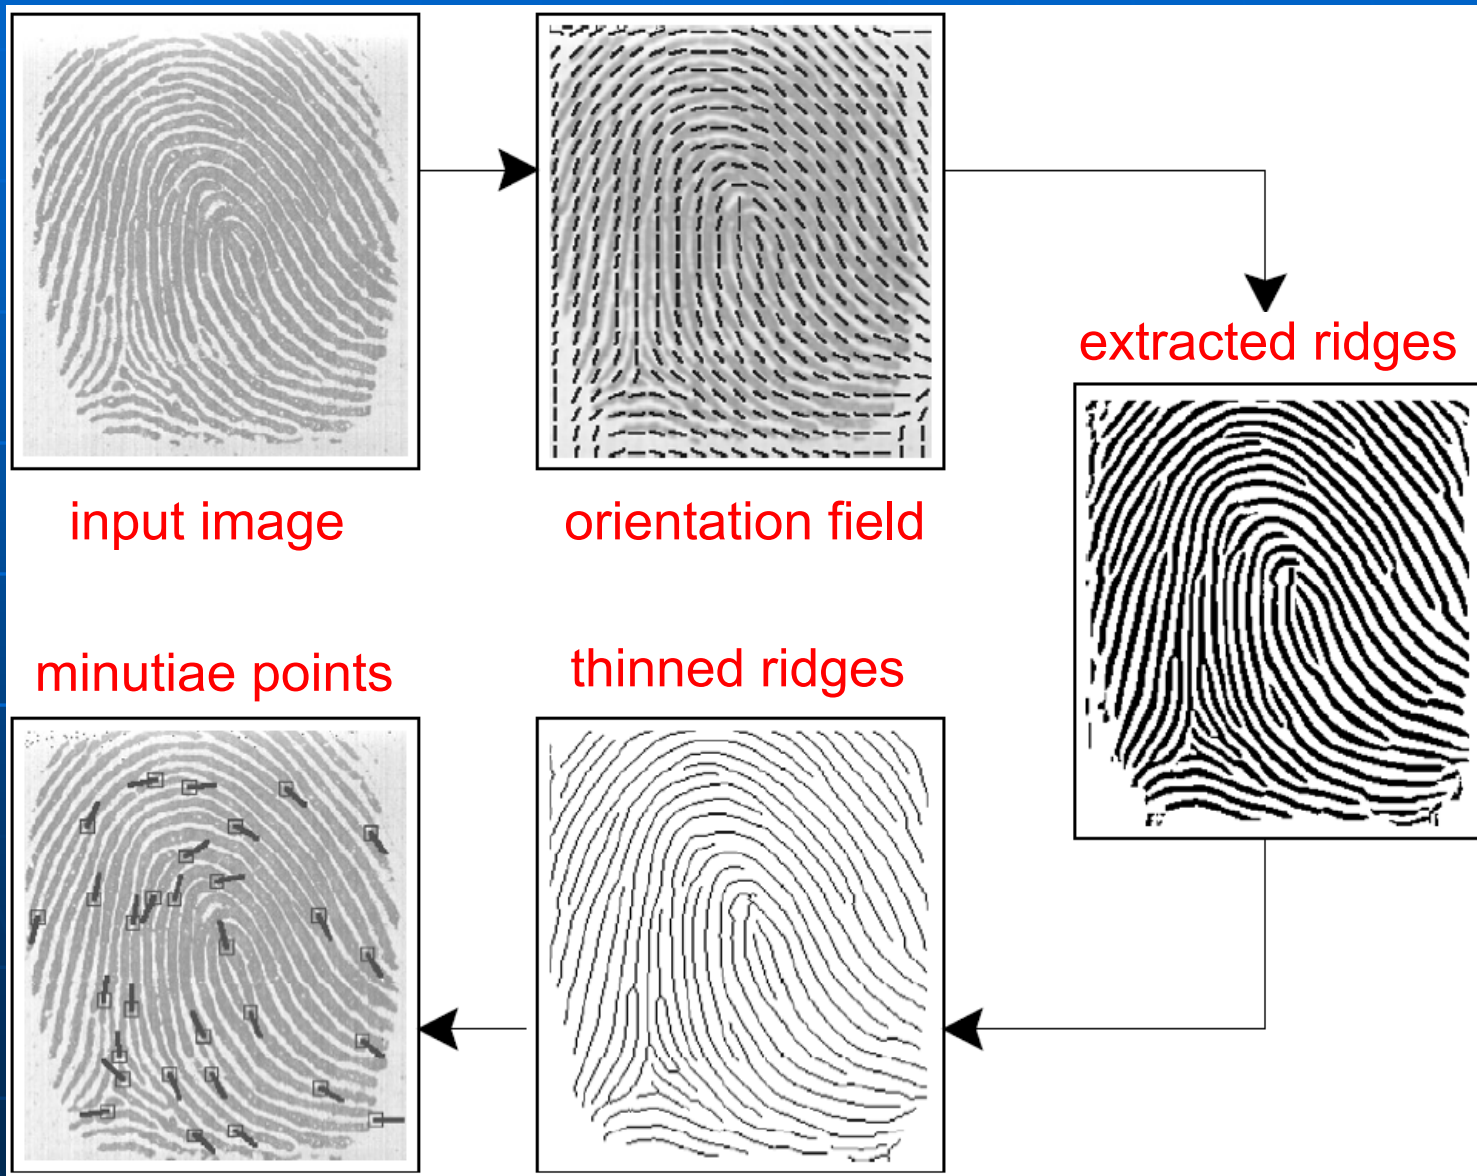 input image
orientation field
extracted ridges
thinned ridges
minutiae points